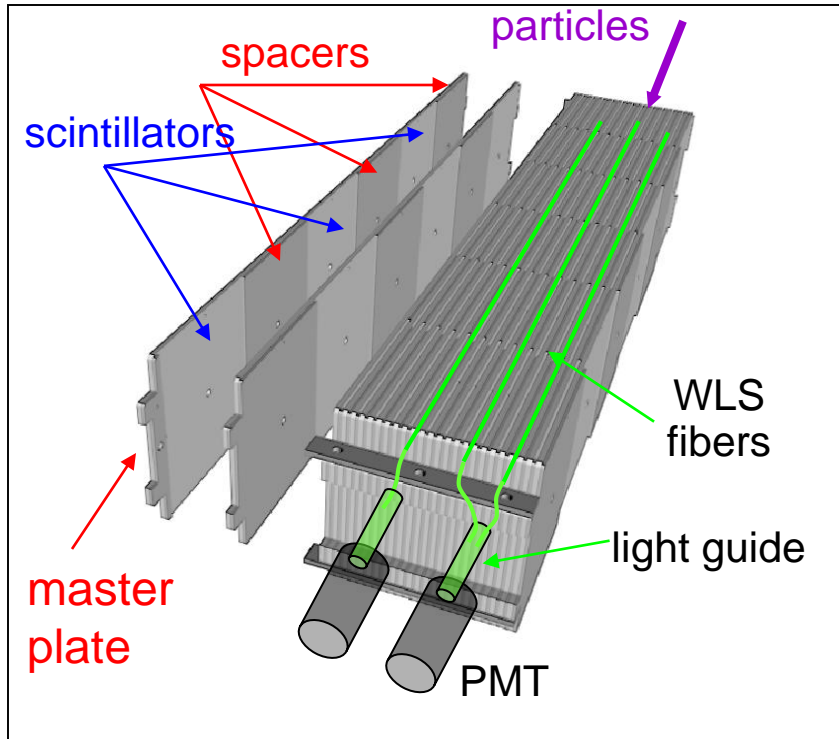 particles
spacers
scintillators
WLS
fibers
light guide
master
plate
PMT